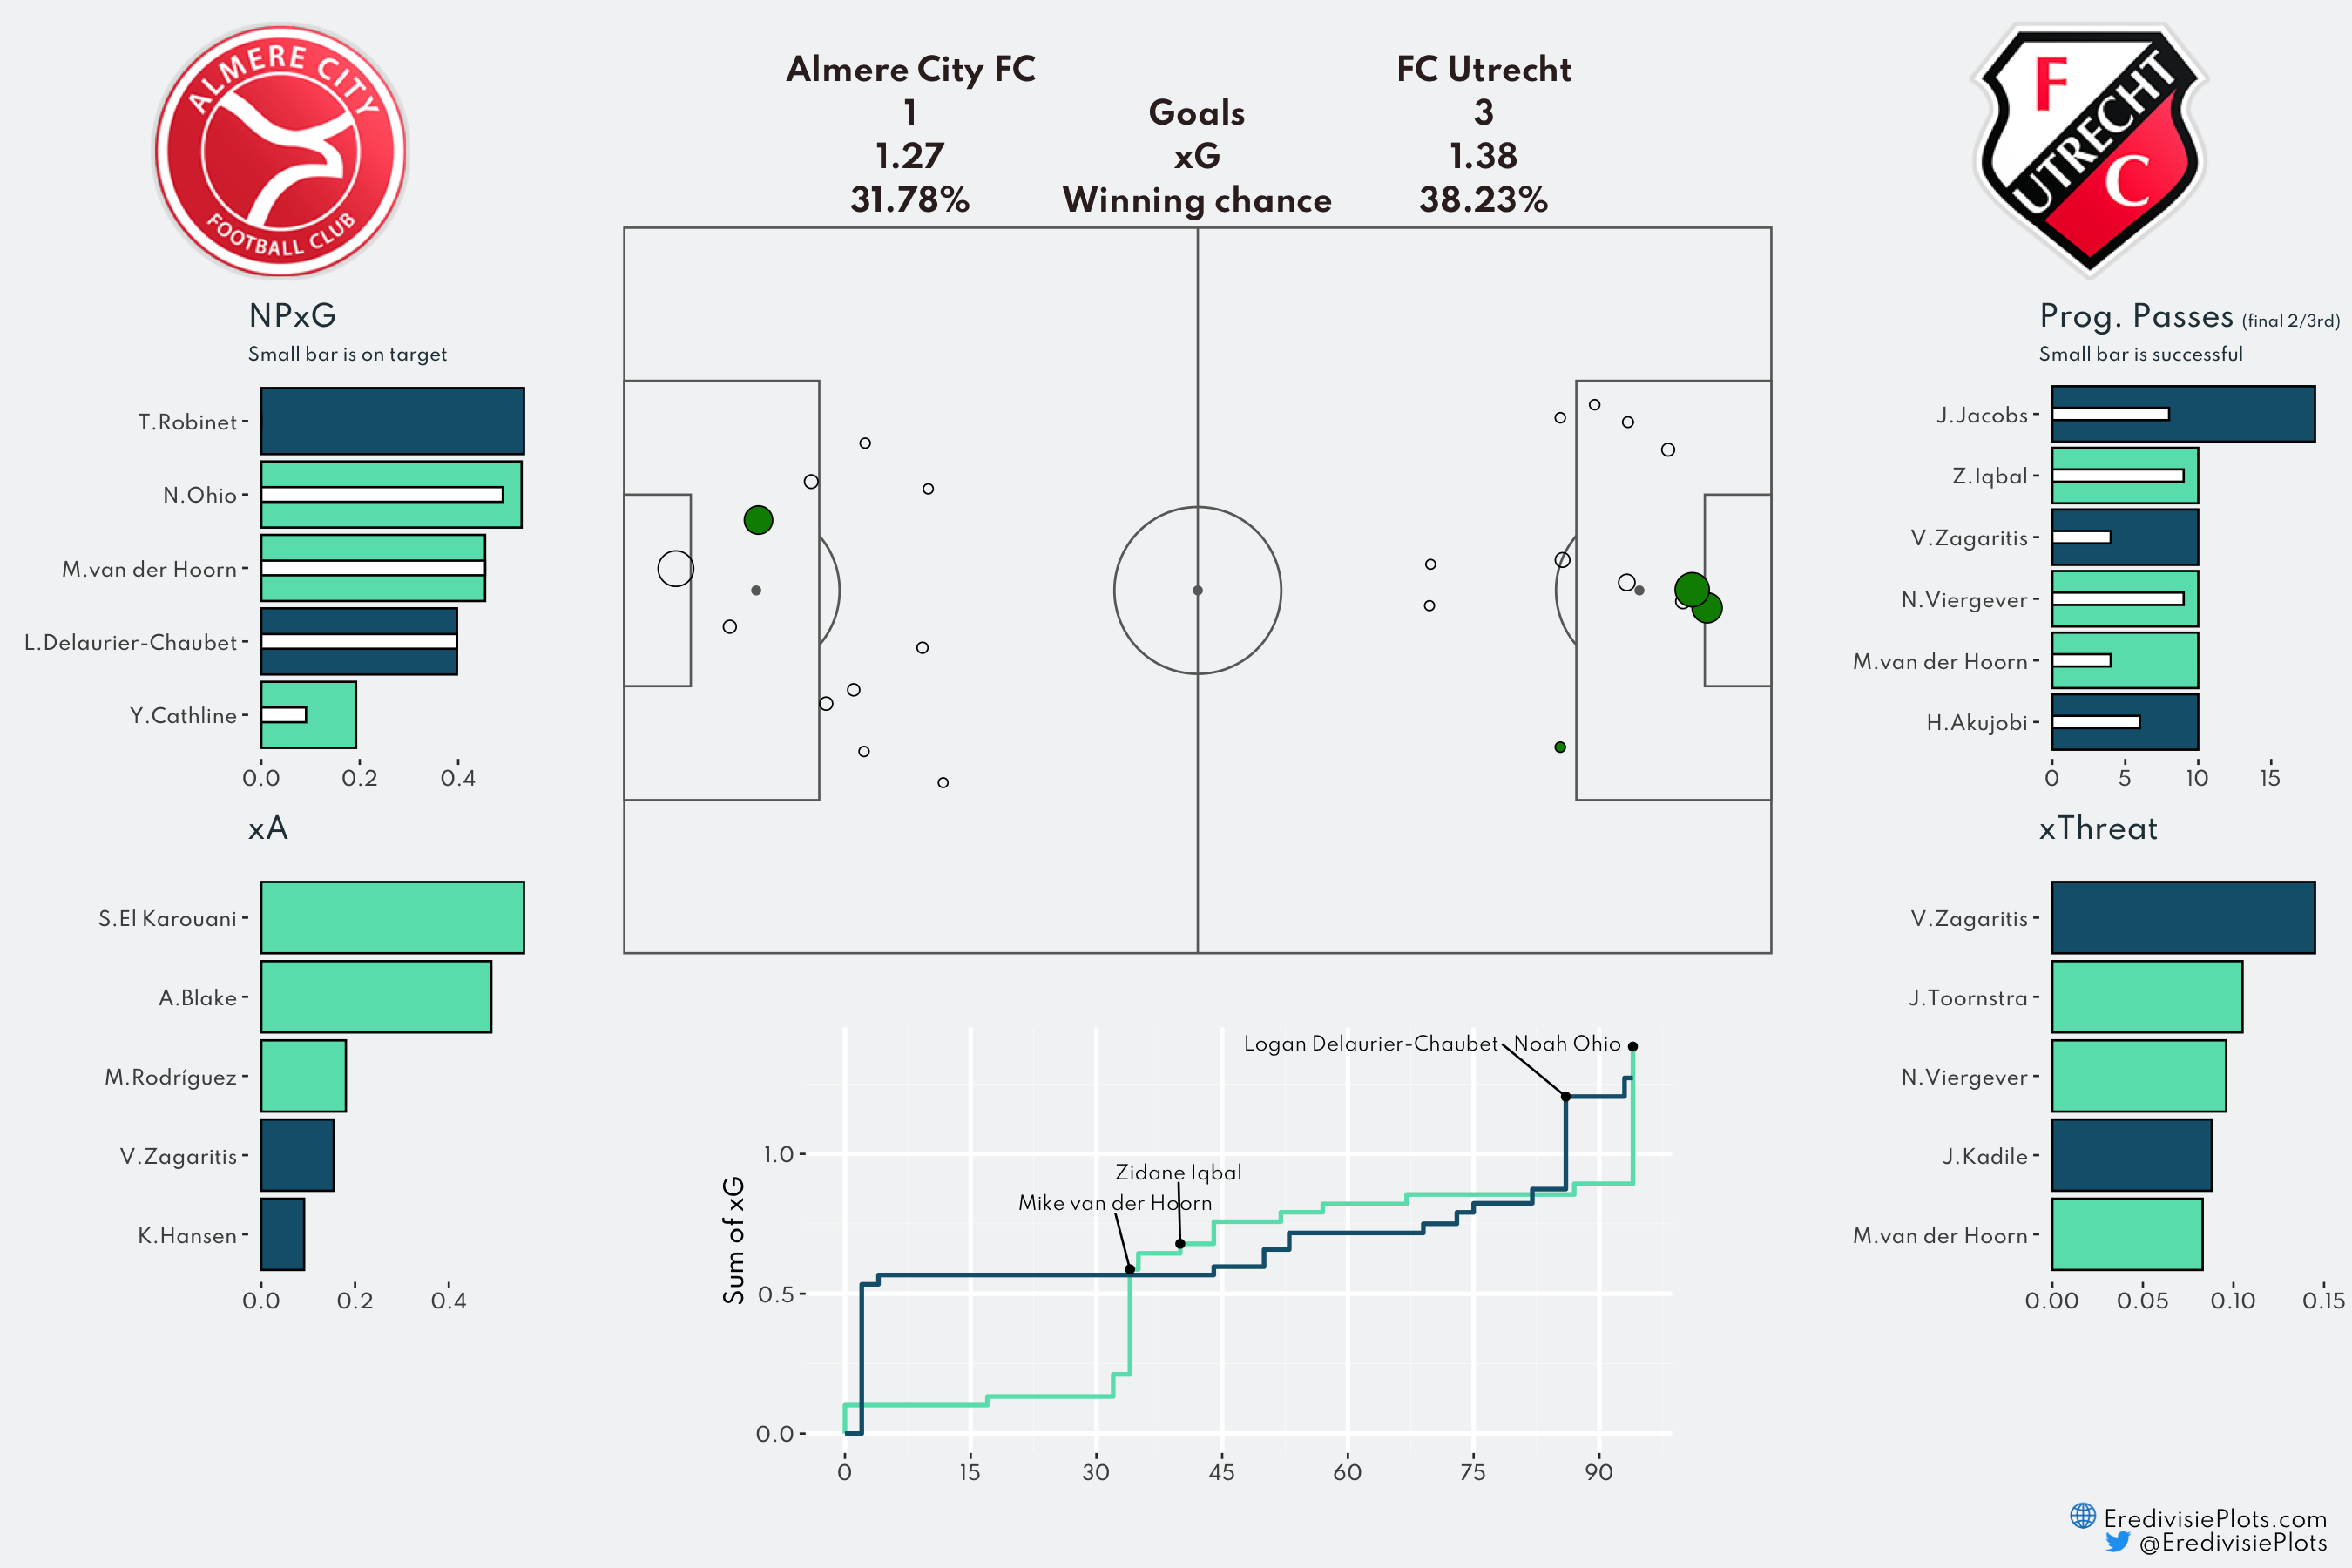 ALMERE CITY
FOOTBALL CLUB
Almere City FC
FC Utrecht
1 Goals 3
1.27 xG 1.38
31.78% Winning chance 38.23%
F
UTRECHT
C
NPxG
Small bar is on target
T.Robinet
N.Ohio
M.van der Hoorn
L.Delaurier-Chaubet
Y.Cathline
0.0 0.2 0.4
xA
S.El Karouani
A.Blake
M.Rodríguez
V.Zagaritis
K.Hansen
0.0 0.2 0.4
Logan Delaurier-Chaubet
Noah Ohio
Zidane Iqbal
Mike van der Hoorn
Sum of xG
1.0
0.5
0.0
0 15 30 45 60 75 90
Prog. Passes (final 2/3rd)
Small bar is successful
J.Jacobs
Z.Iqbal
V.Zagaritis
N.Viergever
M.van der Hoorn
H.Akujobi
0 5 10 15
xThreat
V.Zagaritis
J.Toornstra
N.Viergever
J.Kadile
M.van der Hoorn
0.00 0.05 0.10 0.15
EredivisiePlots.com
@EredivisiePlots